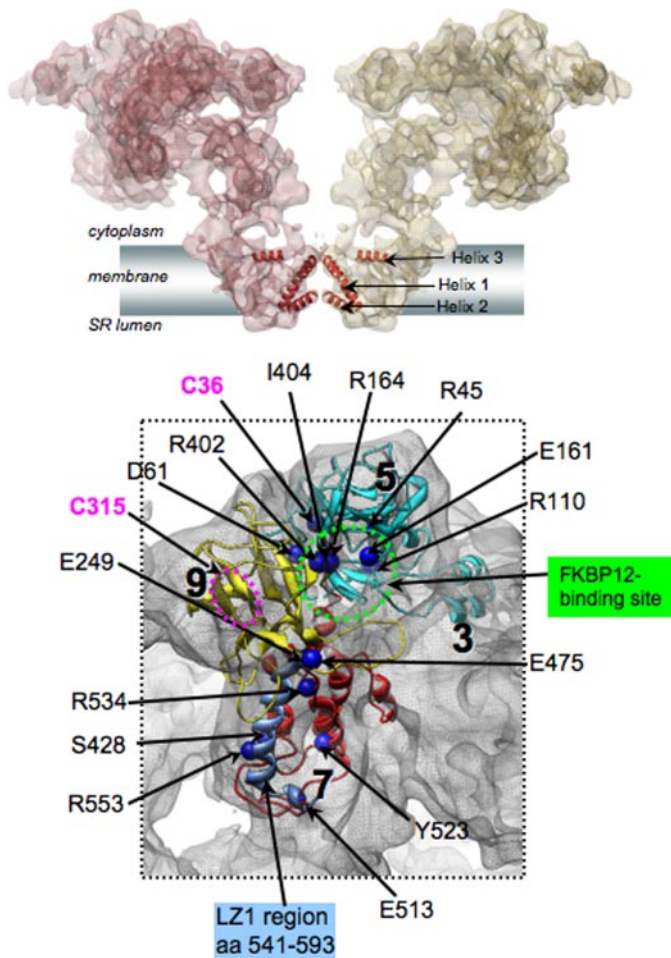 cytoplasm
membrane
SR lumen
Helix 3
Helix 1
Helix 2
C36
I404
R164
R45
R402
D61
E161
C315
5
R110
E249
9
FKBP12-
binding site
3
E475
R534
S428
R553
7
Y523
E513
LZ1 region
aa 541-593